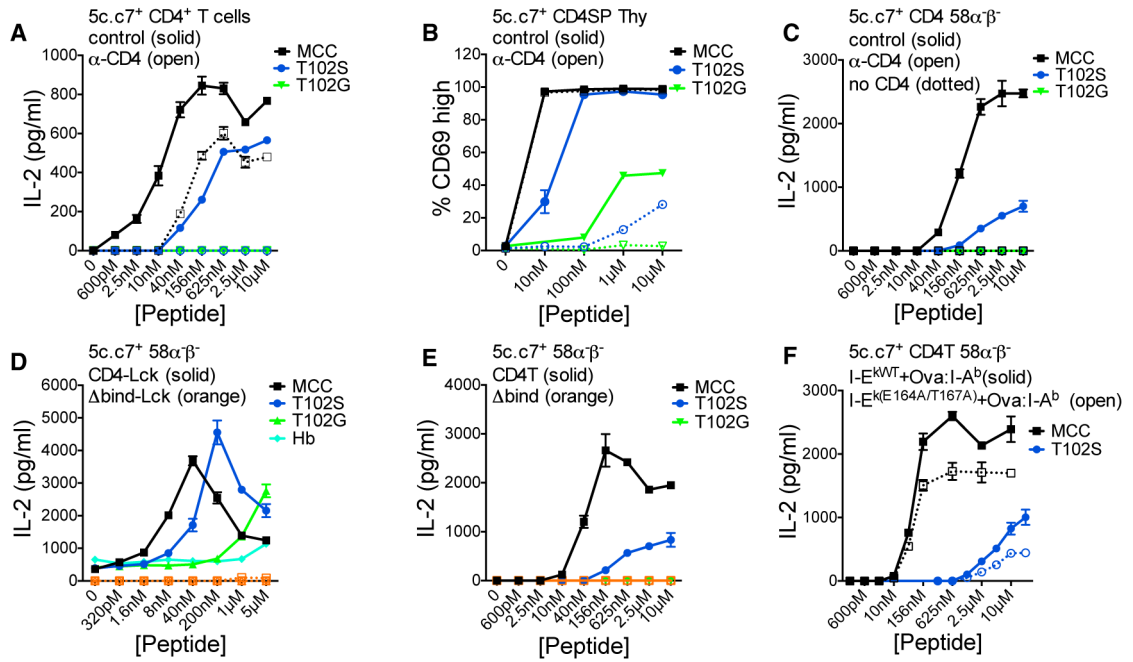 A
5c.c7⁺ CD4⁺ T cells
control (solid)
α-CD4 (open)
MCC
T102S
T102G
IL-2 (pg/ml)
1000
800
600
400
200
0
0
600pM
2.5nM
10nM
40nM
156nM
625nM
2.5µM
10µM
[Peptide]
B
5c.c7⁺ CD4SP Thy
control (solid)
α-CD4 (open)
MCC
T102S
T102G
% CD69 high
120
100
80
60
40
20
0
0
10nM
100nM
1µM
10µM
[Peptide]
C
5c.c7⁺ CD4 58α⁻β⁻
control (solid)
α-CD4 (open)
no CD4 (dotted)
MCC
T102S
T102G
IL-2 (pg/ml)
3000
2000
1000
0
0
600pM
2.5nM
10nM
40nM
156nM
625nM
2.5µM
10µM
[Peptide]
D
5c.c7⁺ 58α⁻β⁻
CD4-Lck (solid)
Δbind-Lck (orange)
MCC
T102S
T102G
Hb
IL-2 (pg/ml)
6000
5000
4000
3000
2000
1000
0
0
320pM
1.6nM
8nM
40nM
200nM
1µM
5µM
[Peptide]
E
5c.c7⁺ 58α⁻β⁻
CD4T (solid)
Δbind (orange)
MCC
T102S
T102G
IL-2 (pg/ml)
4000
3000
2000
1000
0
0
600pM
2.5nM
10nM
40nM
156nM
625nM
2.5µM
10µM
[Peptide]
F
5c.c7⁺ CD4T 58α⁻β⁻
I-Eᵏᵂᵀ+Ova:I-Aᵇ(solid)
I-Eᵏ⁽ᴱ¹⁶⁴ᴬ/ᵀ¹⁶⁷ᴬ⁾+Ova:I-Aᵇ (open)
MCC
T102S
IL-2 (pg/ml)
3000
2000
1000
0
600pM
10nM
156nM
625nM
2.5µM
10µM
[Peptide]